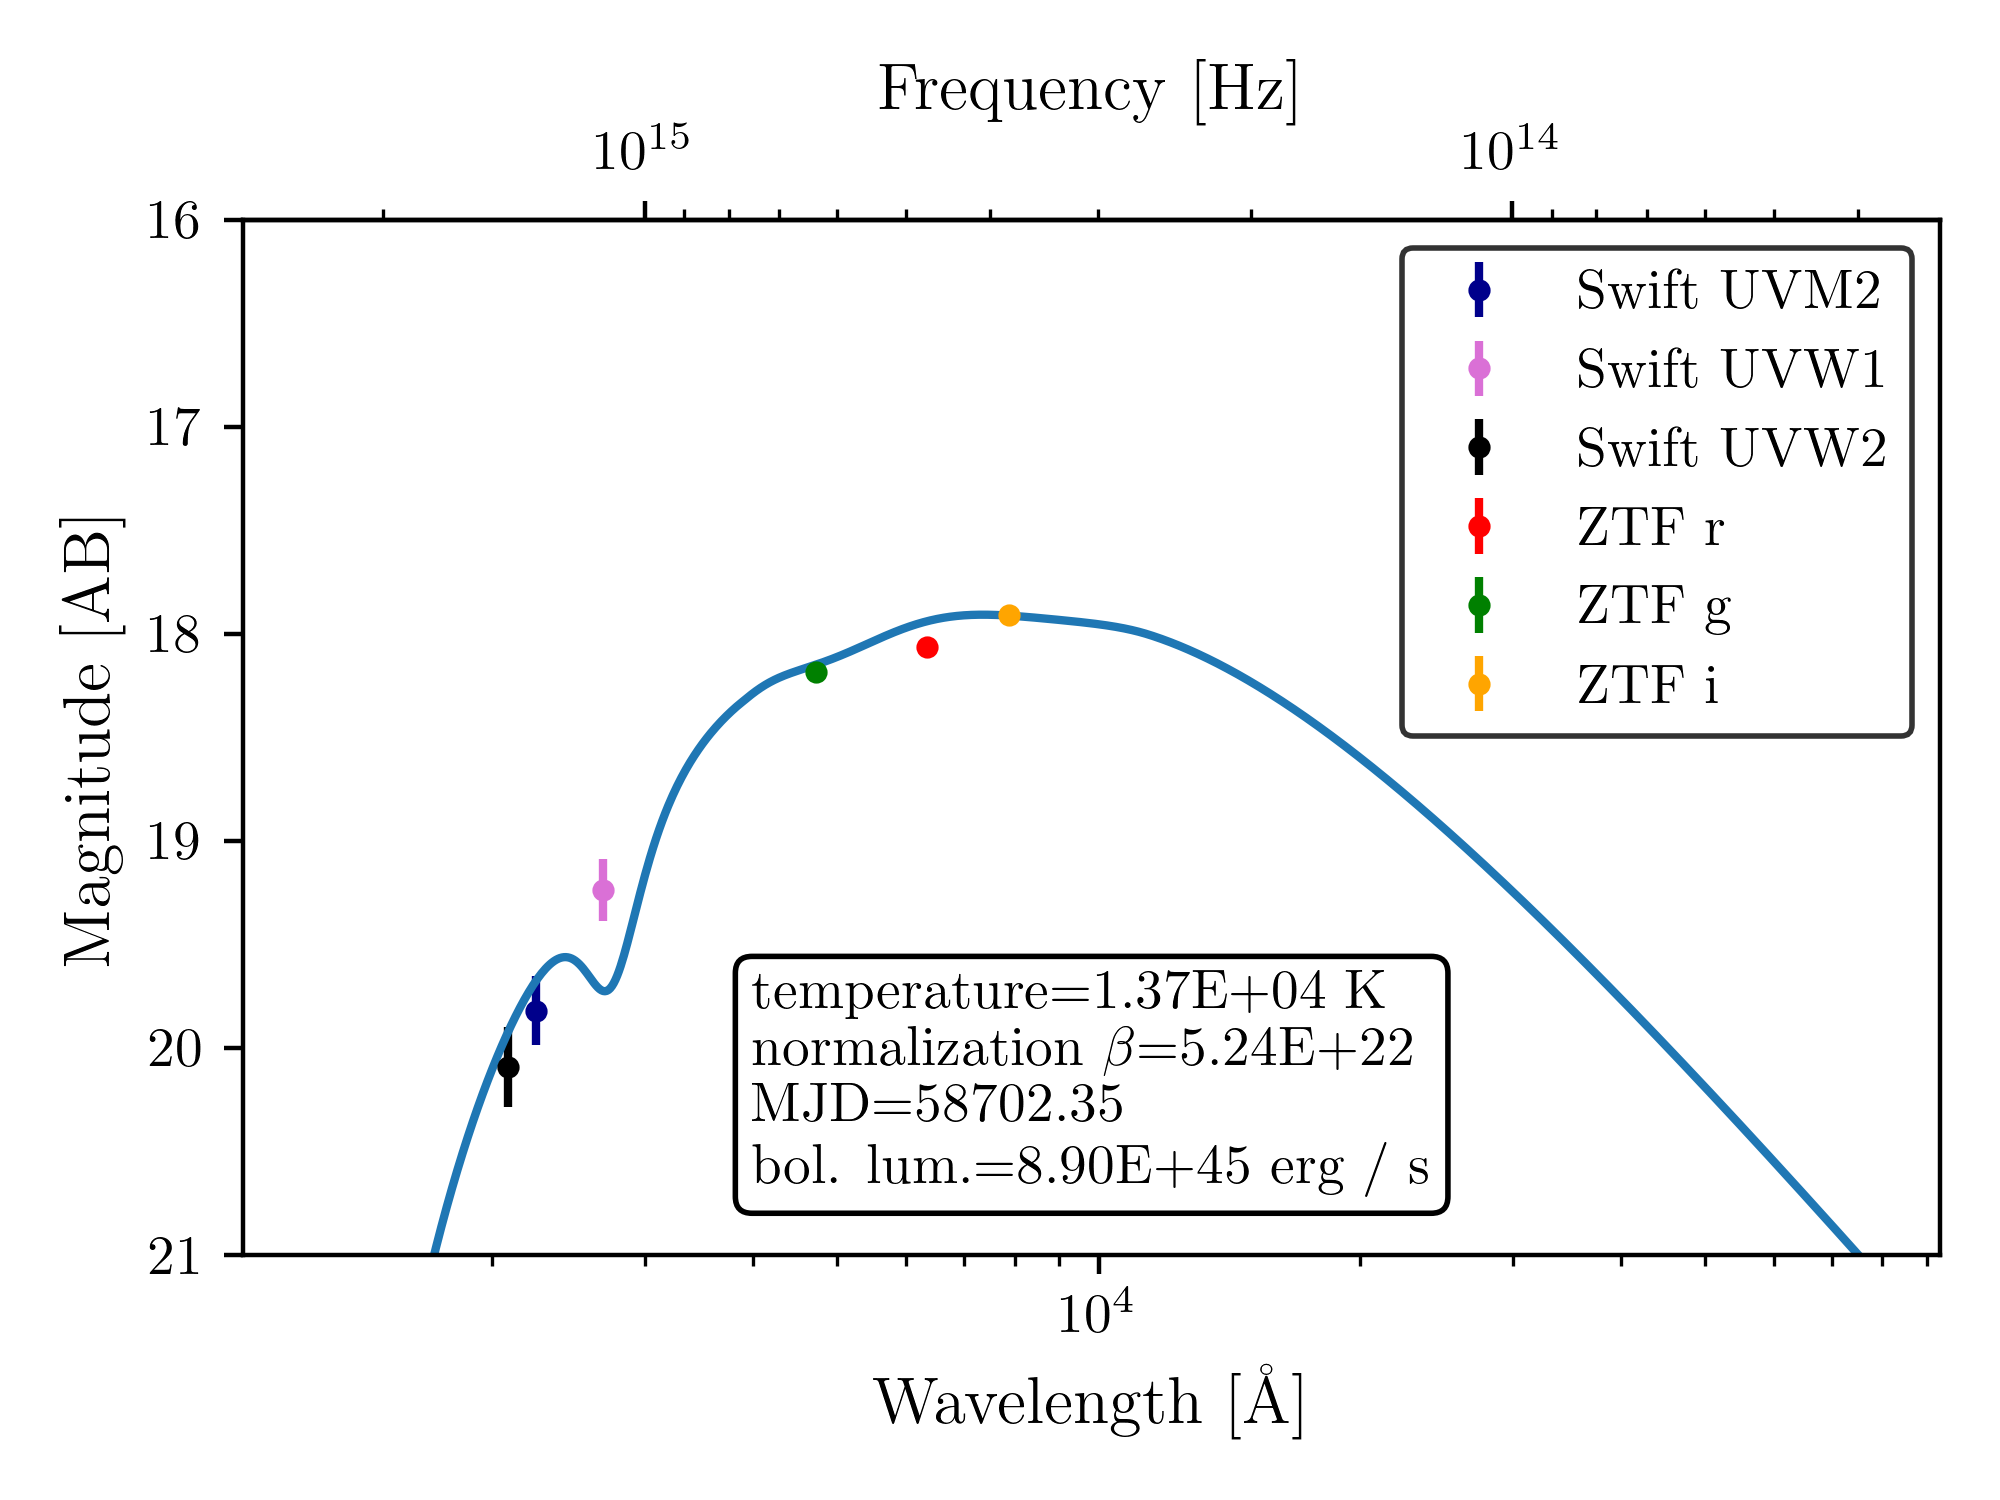 Frequency [Hz]
10^15 10^14
16
17
18
19
20
21
Magnitude [AB]
Swift UVM2
Swift UVW1
Swift UVW2
ZTF r
ZTF g
ZTF i
temperature=1.37E+04 K
normalization β=5.24E+22
MJD=58702.35
bol. lum.=8.90E+45 erg / s
10^4
Wavelength [Å]